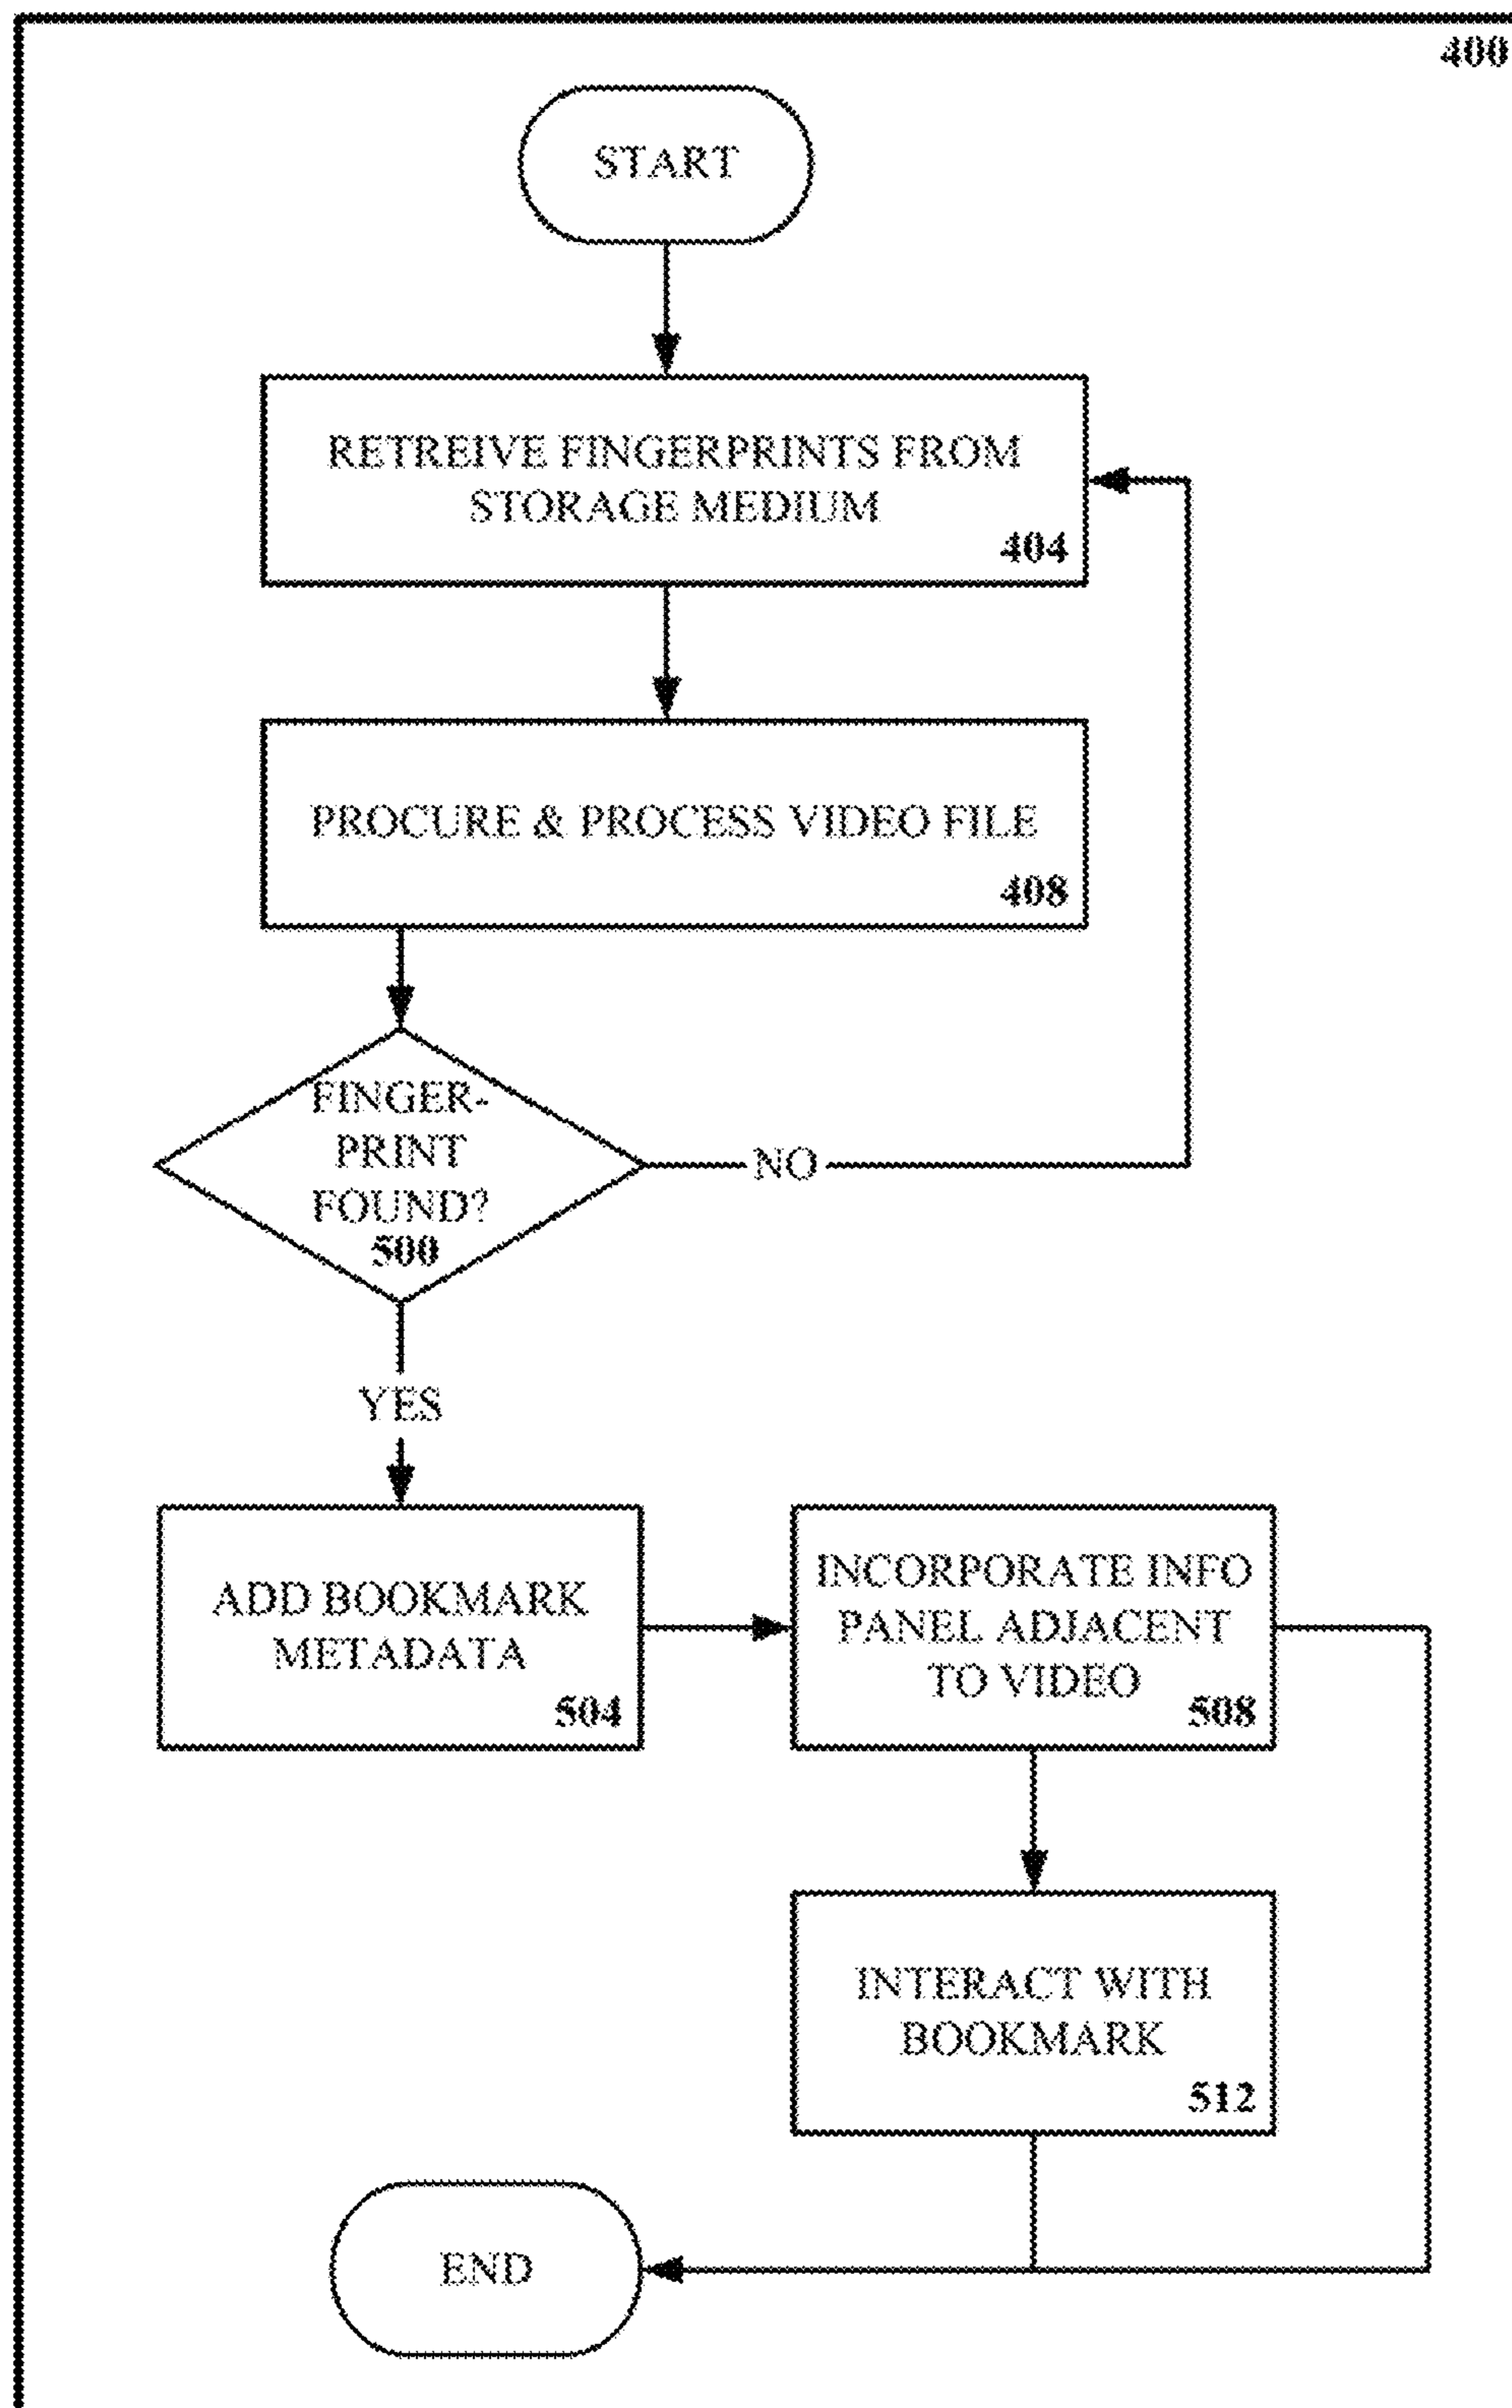 400
START
RETREIVE FINGERPRINTS FROM
STORAGE MEDIUM
404
PROCURE & PROCESS VIDEO FILE
408
FINGER-
PRINT
FOUND?
500
NO
YES
ADD BOOKMARK
METADATA
504
INCORPORATE INFO
PANEL ADJACENT
TO VIDEO
508
INTERACT WITH
BOOKMARK
512
END